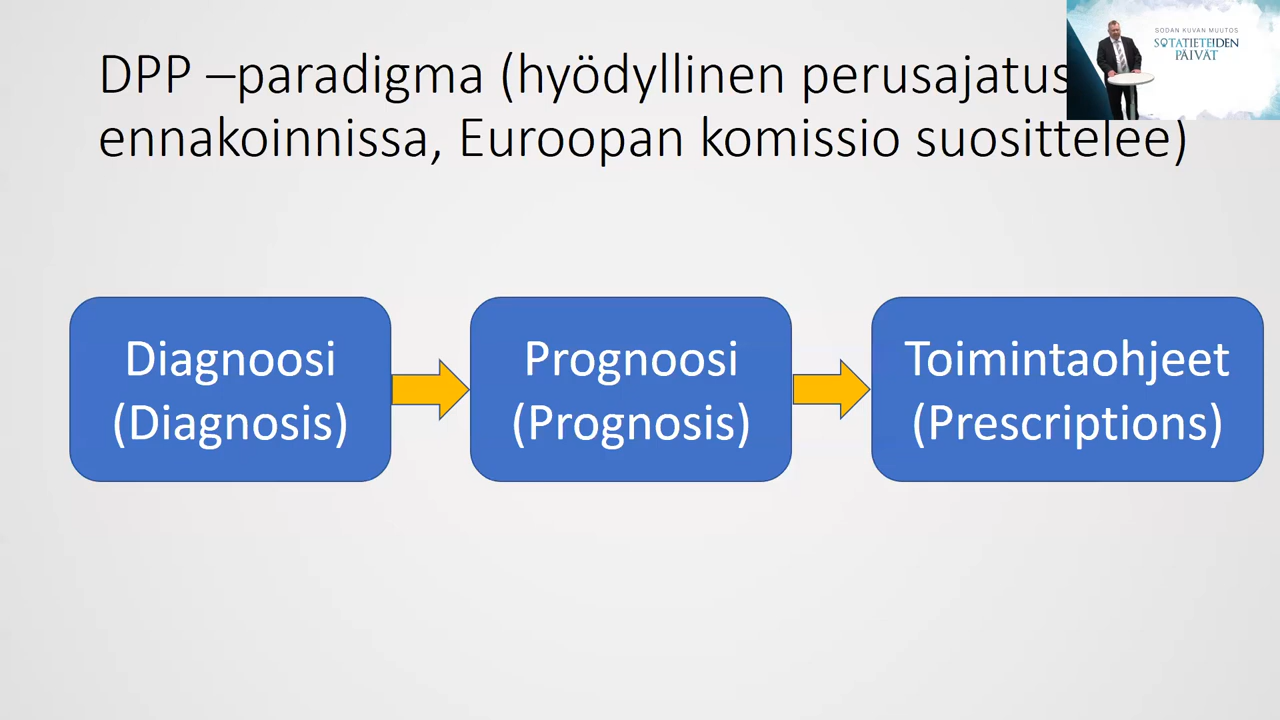 DPP –paradigma (hyödyllinen perusajatus
ennakoinnissa, Euroopan komissio suosittelee)
SODAN KUVAN MUUTOS
SOTATIETEIDEN
PÄIVÄT
Diagnoosi
(Diagnosis)
Prognoosi
(Prognosis)
Toimintaohjeet
(Prescriptions)